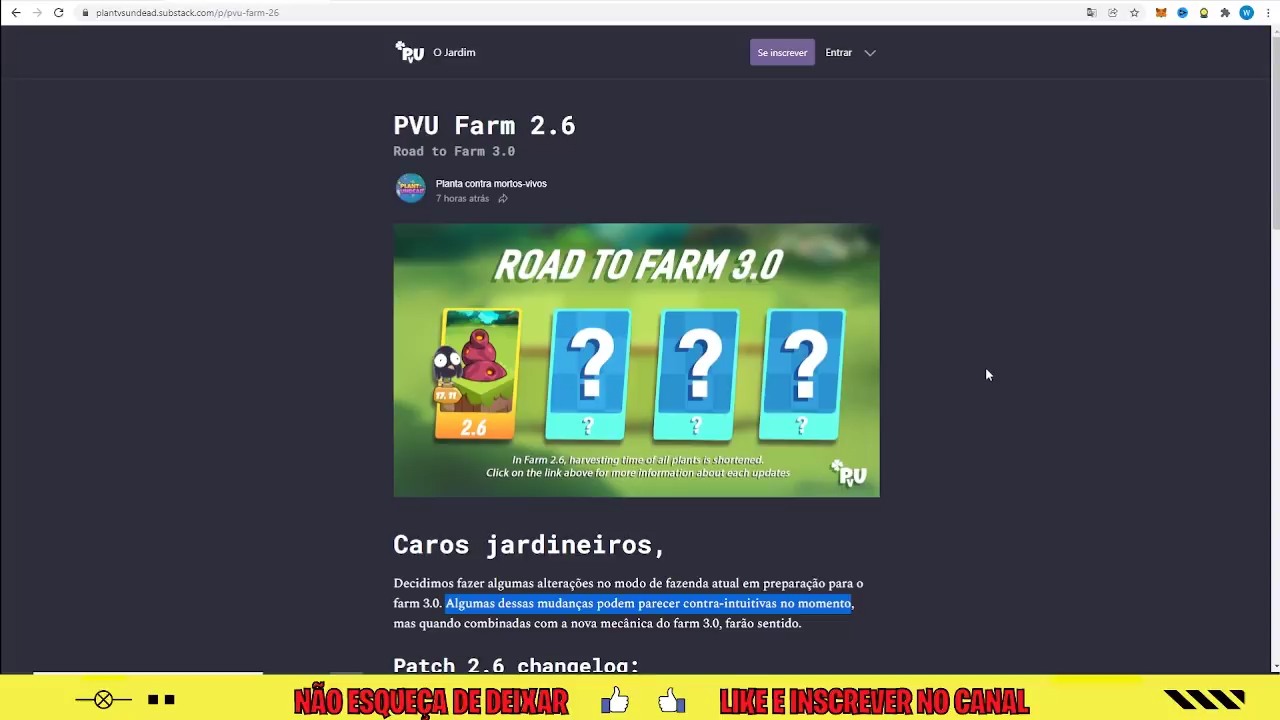 plantvsundead.substack.com/p/pvu-farm-26
W
PVU O Jardim
Se inscrever
Entrar
PVU Farm 2.6
Road to Farm 3.0
Planta contra mortos-vivos
7 horas atrás
ROAD TO FARM 3.0
? ? ?
17.11
2.6 ? ? ?
In Farm 2.6, harvesting time of all plants is shortened.
Click on the link above for more information about each updates
PVU
Caros jardineiros,
Decidimos fazer algumas alterações no modo de fazenda atual em preparação para o
farm 3.0. Algumas dessas mudanças podem parecer contra-intuitivas no momento,
mas quando combinadas com a nova mecânica do farm 3.0, farão sentido.
Patch 2.6 changelog:
NÃO ESQUEÇA DE DEIXAR LIKE E INSCREVER NO CANAL